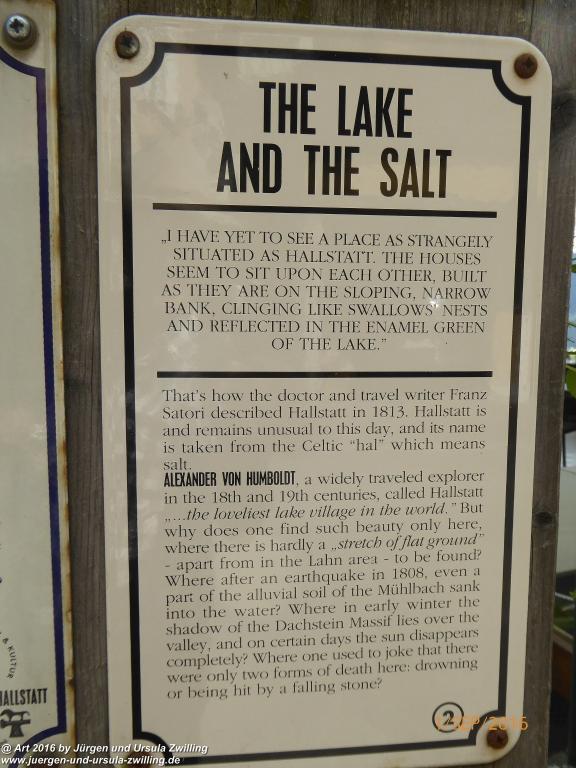 THE LAKE
AND THE SALT
„I HAVE YET TO SEE A PLACE AS STRANGELY
SITUATED AS HALLSTATT. THE HOUSES
SEEM TO SIT UPON EACH OTHER, BUILT
AS THEY ARE ON THE SLOPING, NARROW
BANK, CLINGING LIKE SWALLOWS' NESTS
AND REFLECTED IN THE ENAMEL GREEN
OF THE LAKE."
That's how the doctor and travel writer Franz
Satori described Hallstatt in 1813. Hallstatt is
and remains unusual to this day, and its name
is taken from the Celtic "hal" which means
salt.
ALEXANDER VON HUMBOLDT, a widely traveled explorer
in the 18th and 19th centuries, called Hallstatt
„...the loveliest lake village in the world." But
why does one find such beauty only here,
where there is hardly a „stretch of flat ground"
- apart from in the Lahn area - to be found?
Where after an earthquake in 1808, even a
part of the alluvial soil of the Mühlbach sank
into the water? Where in early winter the
shadow of the Dachstein Massif lies over the
valley, and on certain days the sun disappears
completely? Where one used to joke that there
were only two forms of death here: drowning
or being hit by a falling stone?
2
SEP/2016
& KULTUR
HALLSTATT
@ Art 2016 by Jürgen und Ursula Zwilling
www.juergen-und-ursula-zwilling.de